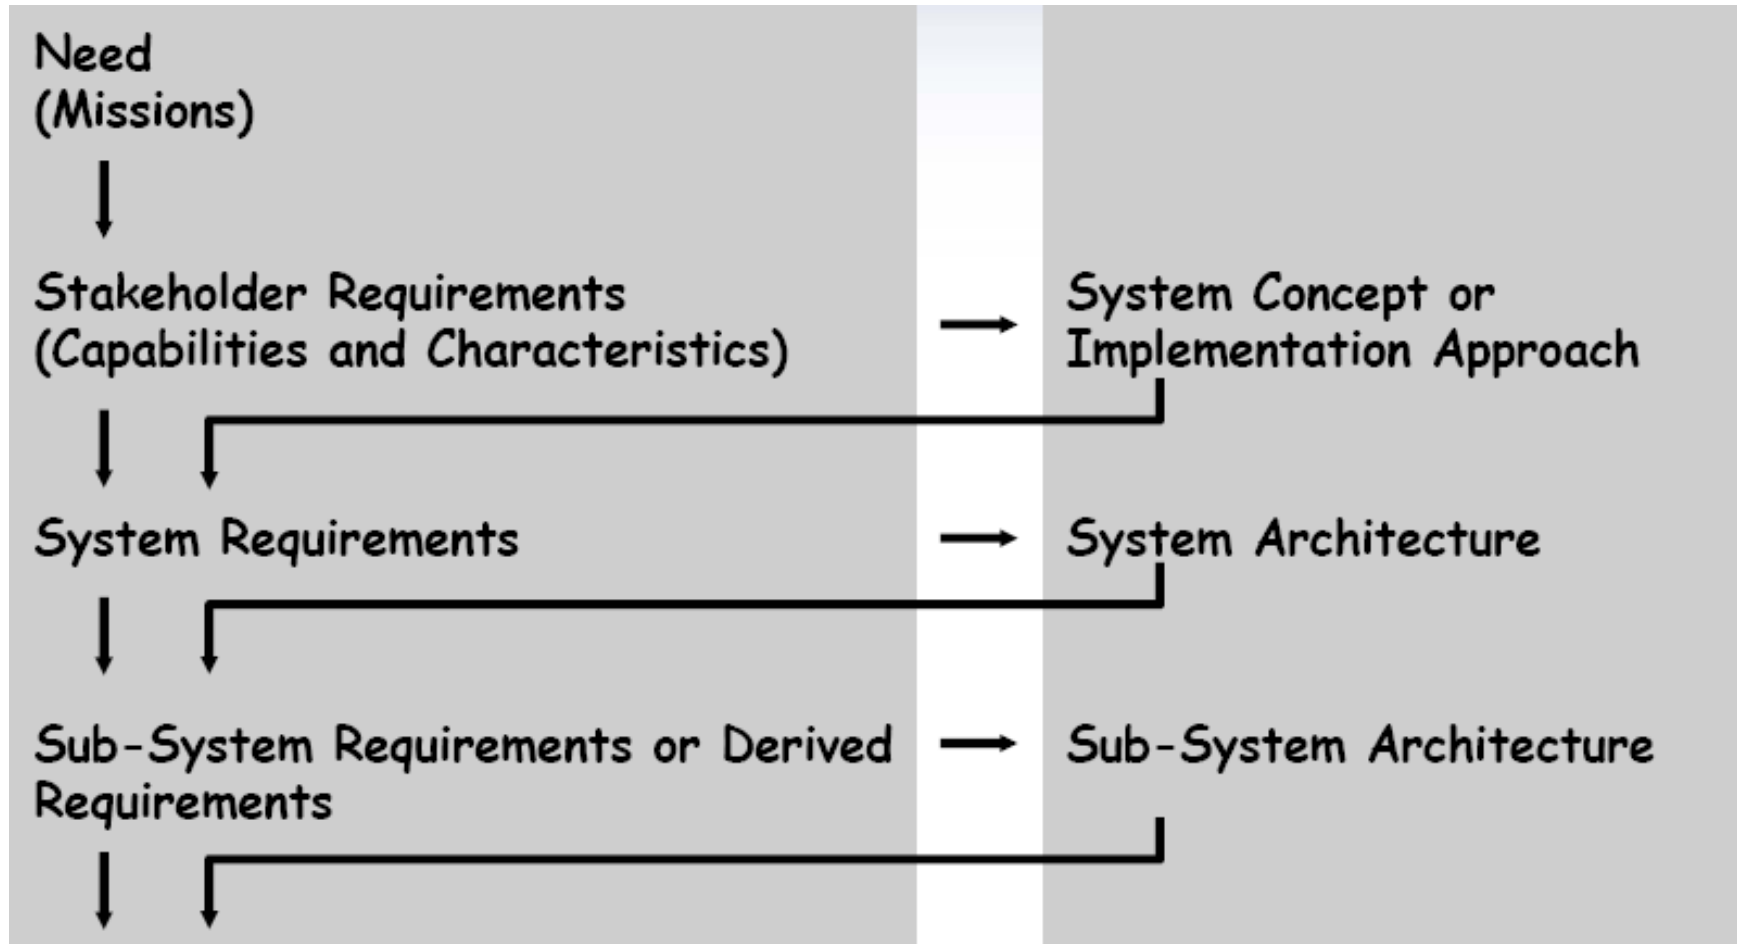 Need
(Missions)
Stakeholder Requirements
(Capabilities and Characteristics)
System Concept or
Implementation Approach
System Requirements
System Architecture
Sub-System Requirements or Derived
Requirements
Sub-System Architecture